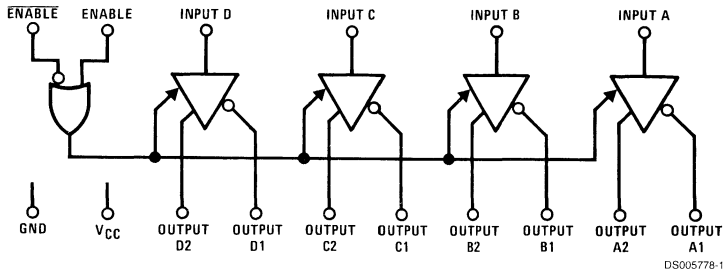 ENABLE ENABLE INPUT D INPUT C INPUT B INPUT A
GND VCC OUTPUT D2 OUTPUT D1 OUTPUT C2 OUTPUT C1 OUTPUT B2 OUTPUT B1 OUTPUT A2 OUTPUT A1
DS005778-1